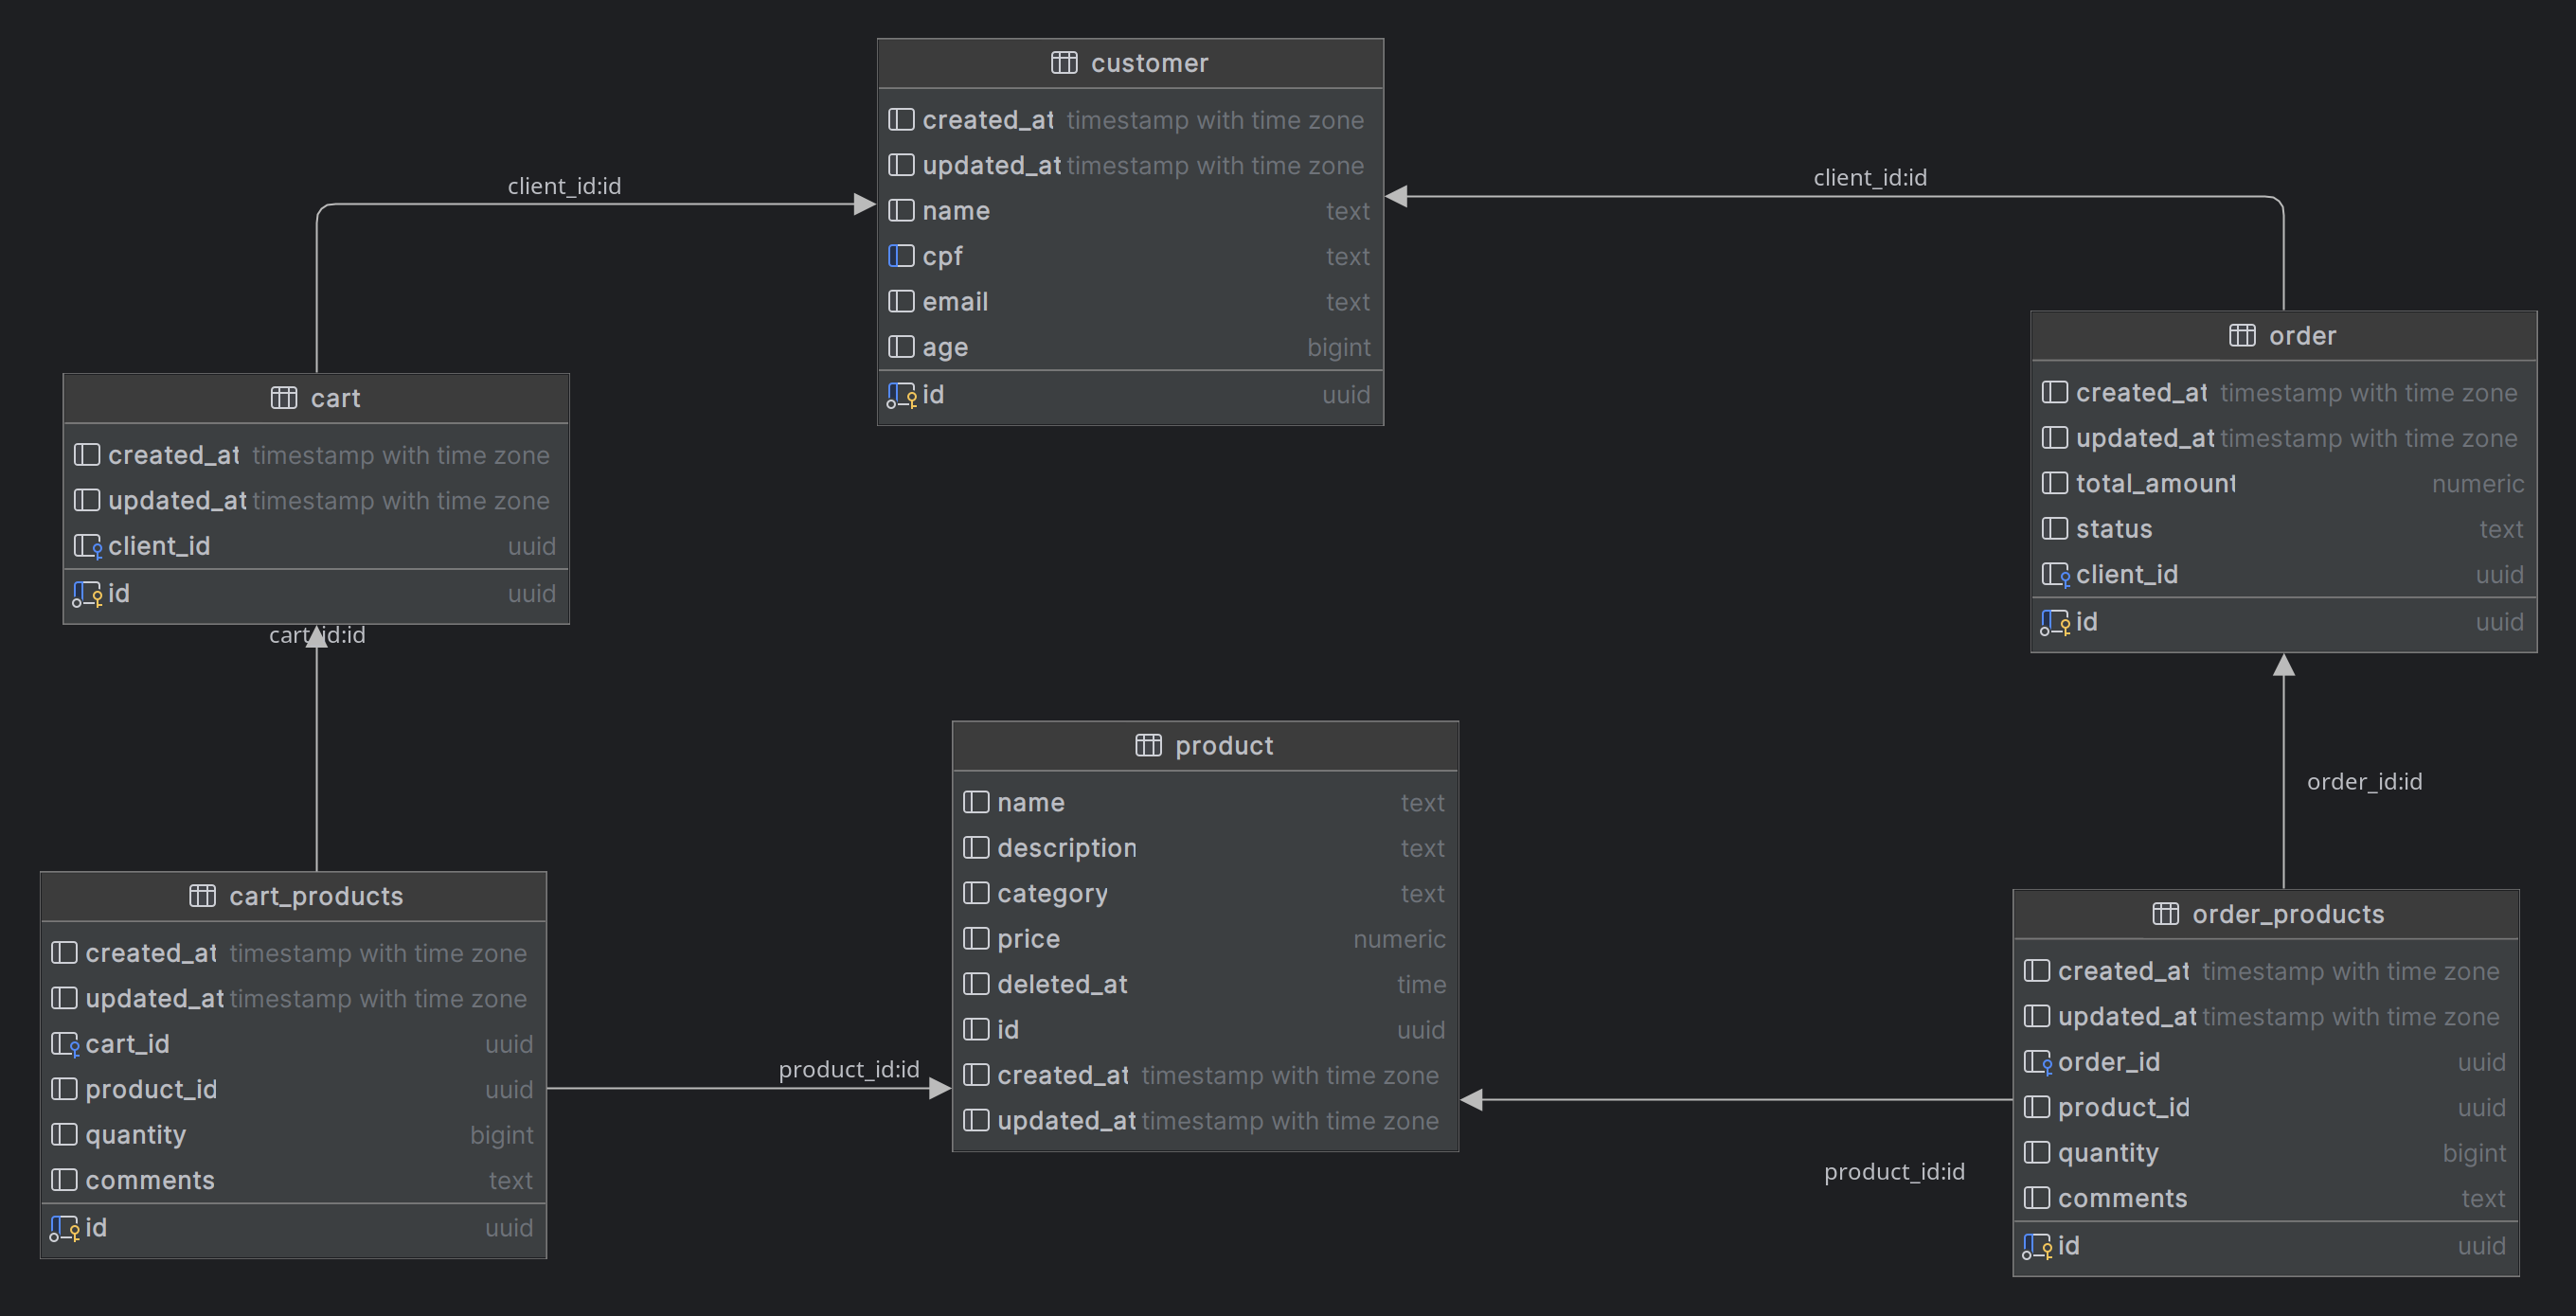 customer
created_at timestamp with time zone
updated_at timestamp with time zone
name text
cpf text
email text
age bigint
id uuid
client_id:id
client_id:id
cart
created_at timestamp with time zone
updated_at timestamp with time zone
client_id uuid
id uuid
cart_id:id
order
created_at timestamp with time zone
updated_at timestamp with time zone
total_amount numeric
status text
client_id uuid
id uuid
order_id:id
product
name text
description text
category text
price numeric
deleted_at time
id uuid
created_at timestamp with time zone
updated_at timestamp with time zone
cart_products
created_at timestamp with time zone
updated_at timestamp with time zone
cart_id uuid
product_id uuid
quantity bigint
comments text
id uuid
product_id:id
order_products
created_at timestamp with time zone
updated_at timestamp with time zone
order_id uuid
product_id uuid
quantity bigint
comments text
id uuid
product_id:id